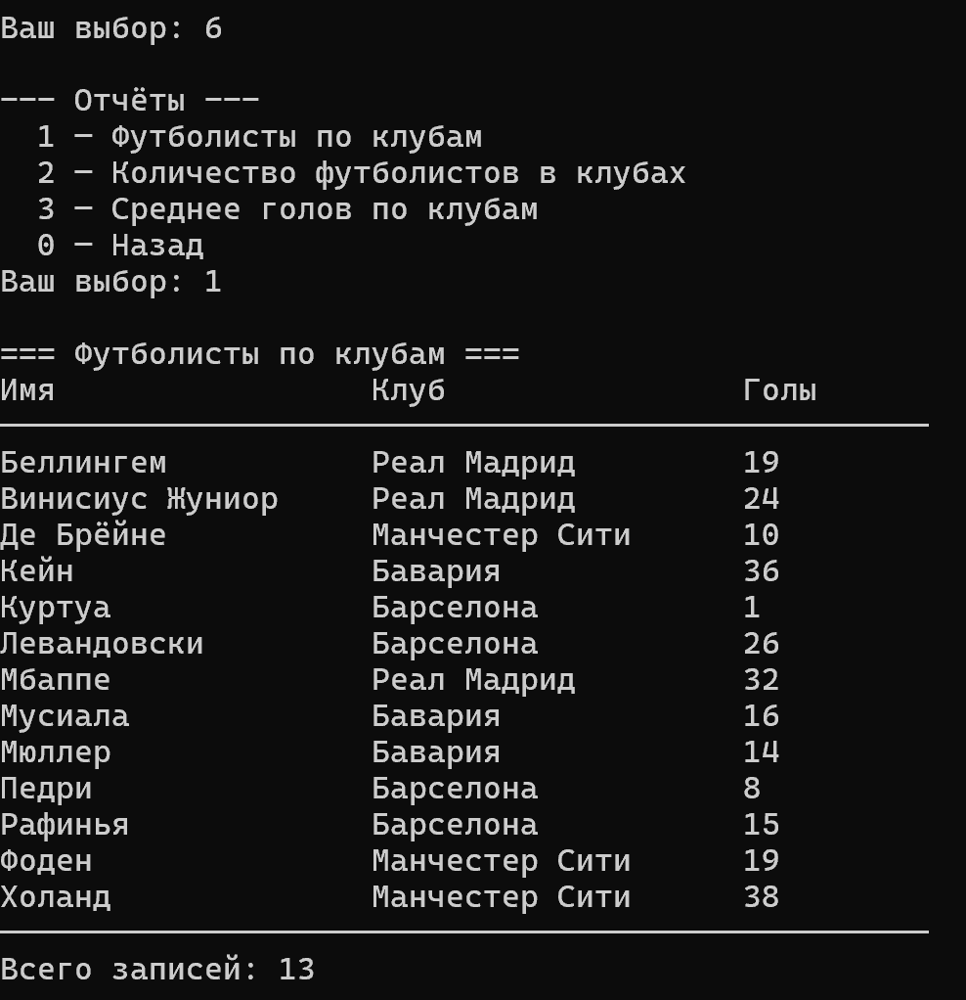 Ваш выбор: 6
--- Отчёты ---
1 — Футболисты по клубам
2 — Количество футболистов в клубах
3 — Среднее голов по клубам
0 — Назад
Ваш выбор: 1
=== Футболисты по клубам ===
Имя Клуб Голы
Беллингем Реал Мадрид 19
Винисиус Жуниор Реал Мадрид 24
Де Брёйне Манчестер Сити 10
Кейн Бавария 36
Куртуа Барселона 1
Левандовски Барселона 26
Мбаппе Реал Мадрид 32
Мусиала Бавария 16
Мюллер Бавария 14
Педри Барселона 8
Рафинья Барселона 15
Фоден Манчестер Сити 19
Холанд Манчестер Сити 38
Всего записей: 13